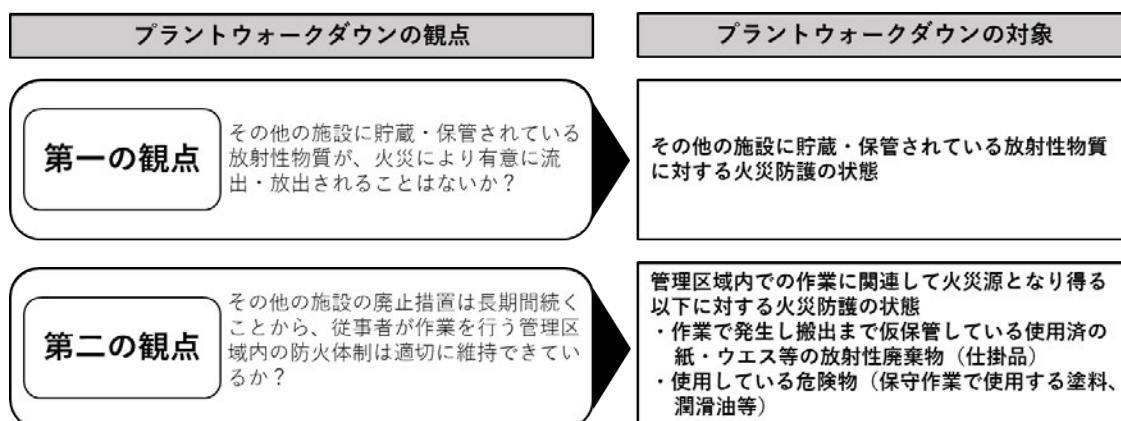 プラントウォークダウンの観点
プラントウォークダウンの対象
第一の観点
その他の施設に貯蔵・保管されている
放射性物質が、火災により有意に流
出・放出されることはないか？
その他の施設に貯蔵・保管されている放射性物質
に対する火災防護の状態
第二の観点
その他の施設の廃止措置は長期間続く
ことから、従事者が作業を行う管理区
域内の防火体制は適切に維持できてい
るか？
管理区域内での作業に関連して火災源となり得る
以下に対する火災防護の状態
・作業で発生し搬出まで仮保管している使用済の
紙・ウエス等の放射性廃棄物（仕掛品）
・使用している危険物（保守作業で使用する塗料、
潤滑油等）